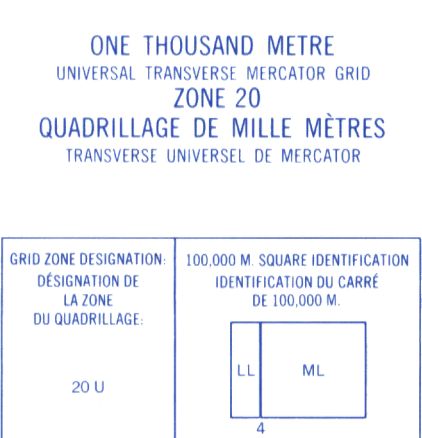 ONE THOUSAND METRE
UNIVERSAL TRANSVERSE MERCATOR GRID
ZONE 20
QUADRILLAGE DE MILLE MÈTRES
TRANSVERSE UNIVERSEL DE MERCATOR
GRID ZONE DESIGNATION:
DÉSIGNATION DE
LA ZONE
DU QUADRILLAGE:
20 U
100,000 M. SQUARE IDENTIFICATION
IDENTIFICATION DU CARRÉ
DE 100,000 M.
LL
ML
4